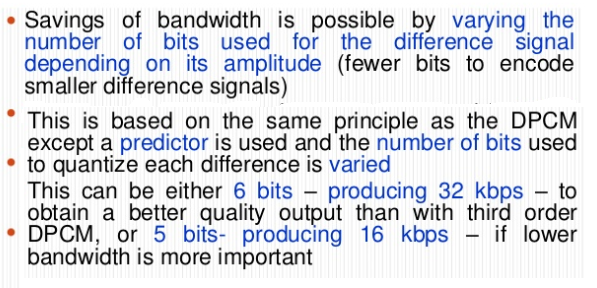 • Savings of bandwidth is possible by varying the
number of bits used for the difference signal
depending on its amplitude (fewer bits to encode
smaller difference signals)
• This is based on the same principle as the DPCM
except a predictor is used and the number of bits used
• to quantize each difference is varied
This can be either 6 bits – producing 32 kbps – to
obtain a better quality output than with third order
• DPCM, or 5 bits- producing 16 kbps – if lower
bandwidth is more important